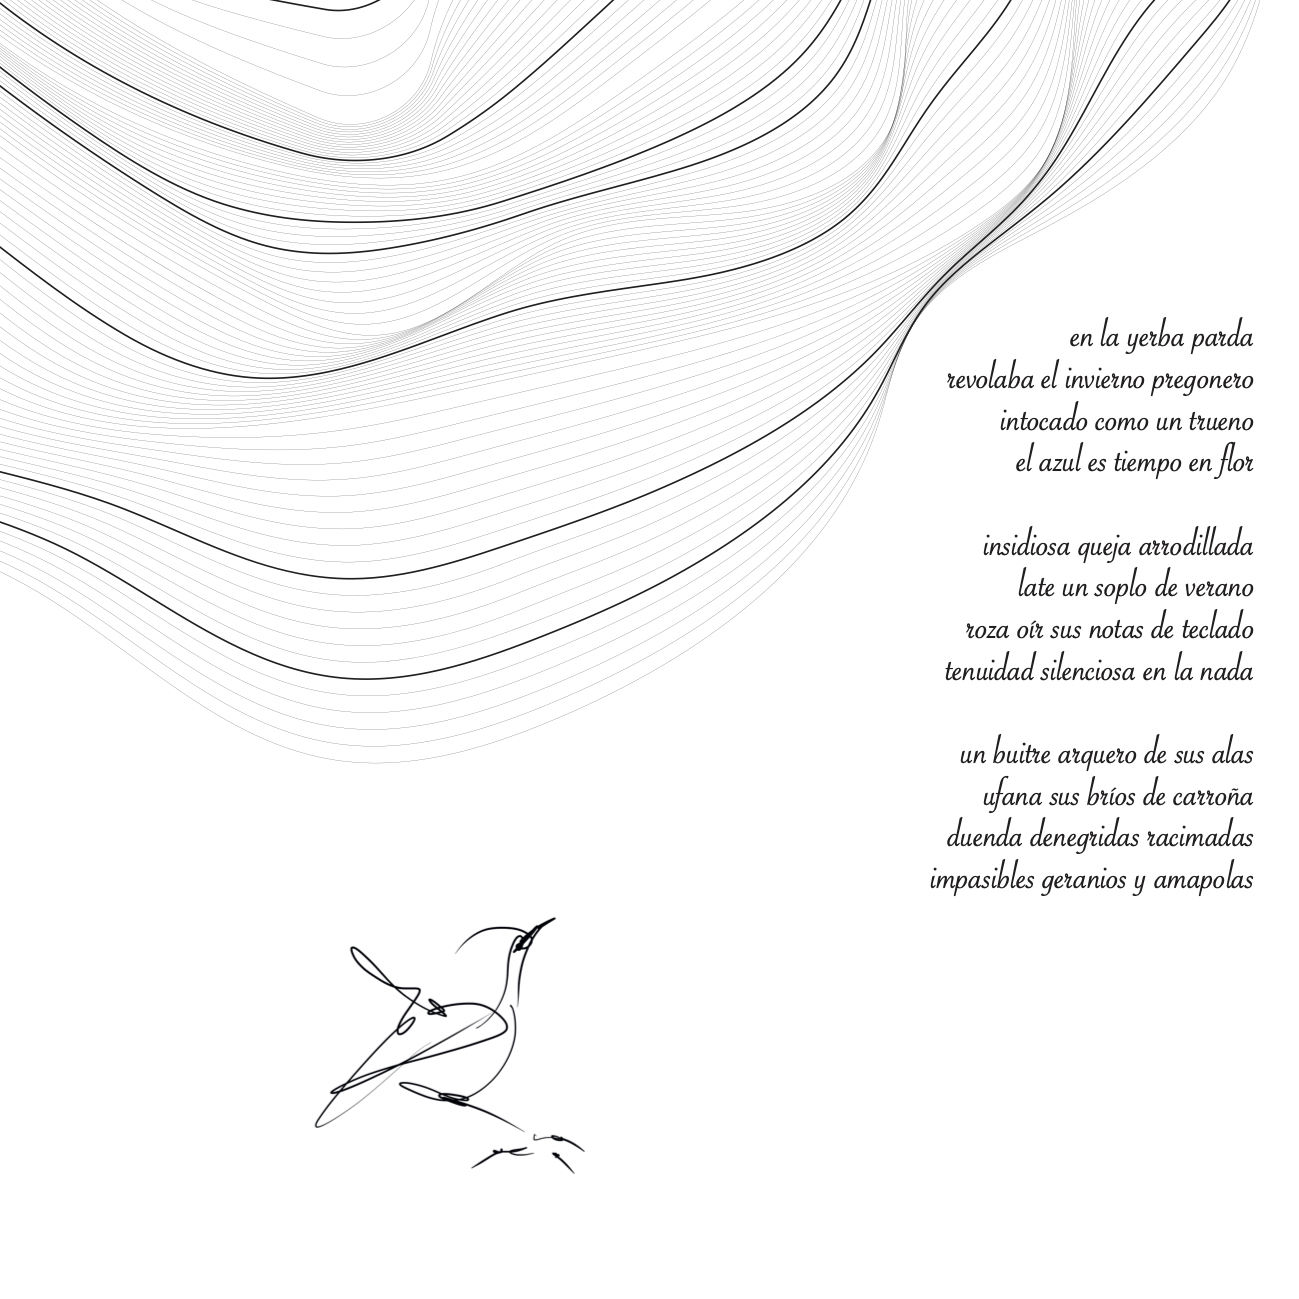 en la yerba parda
revolaba el invierno pregonero
intocado como un trueno
el azul es tiempo en flor
insidiosa queja arrodillada
late un soplo de verano
roza oír sus notas de teclado
tenuidad silenciosa en la nada
un buitre arquero de sus alas
ufana sus bríos de carroña
duenda denegridas racimadas
impasibles geranios y amapolas